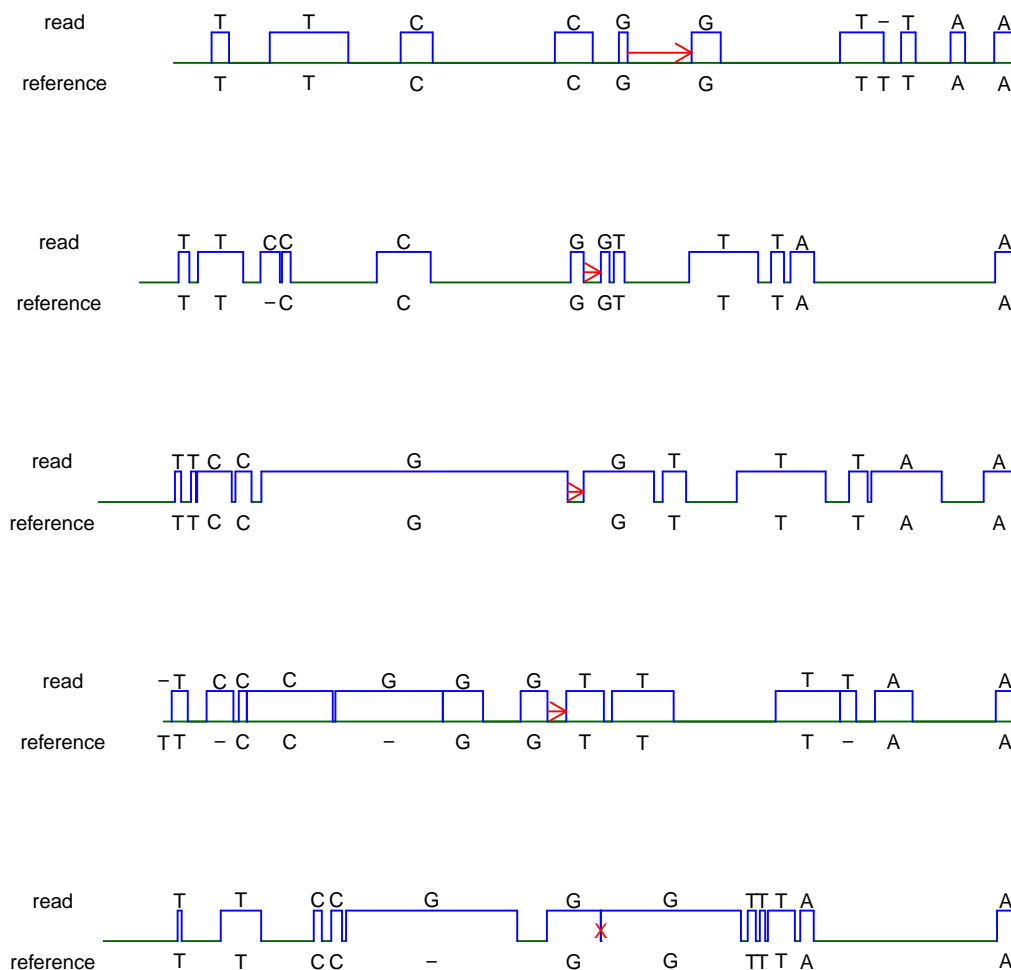 read T T C C G G T – T A A
reference T T C C G G T T T A A
read T T C C C G G T T T A A
reference T T – C C G G T T T A A
read T T C C G G T T T A A
reference T T C C G G T T T A A
read – T C C C G G G T T T T A A
reference T T – C C – G G T T T – A A
read T T C C G G G T T T A A
reference T T C C – G G T T T A A